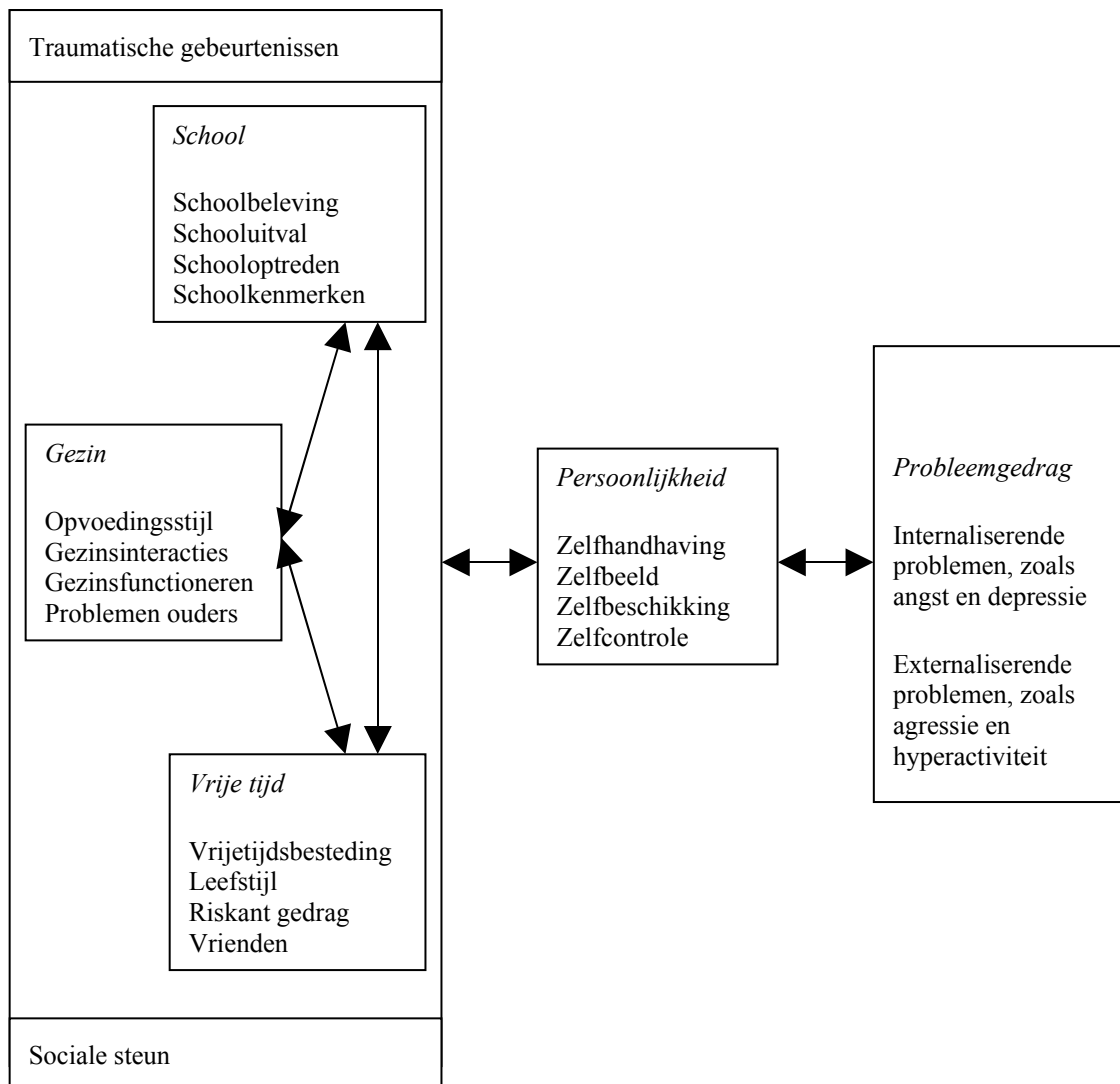 Traumatische gebeurtenissen
School
Schoolbeleving
Schooluitval
Schooloptreden
Schoolkenmerken
Gezin
Opvoedingsstijl
Gezinsinteracties
Gezinsfunctioneren
Problemen ouders
Vrije tijd
Vrijetijdsbesteding
Leefstijl
Riskant gedrag
Vrienden
Sociale steun
Persoonlijkheid
Zelfhandhaving
Zelfbeeld
Zelfbeschikking
Zelfcontrole
Probleemgedrag
Internaliserende
problemen, zoals
angst en depressie
Externaliserende
problemen, zoals
agressie en
hyperactiviteit